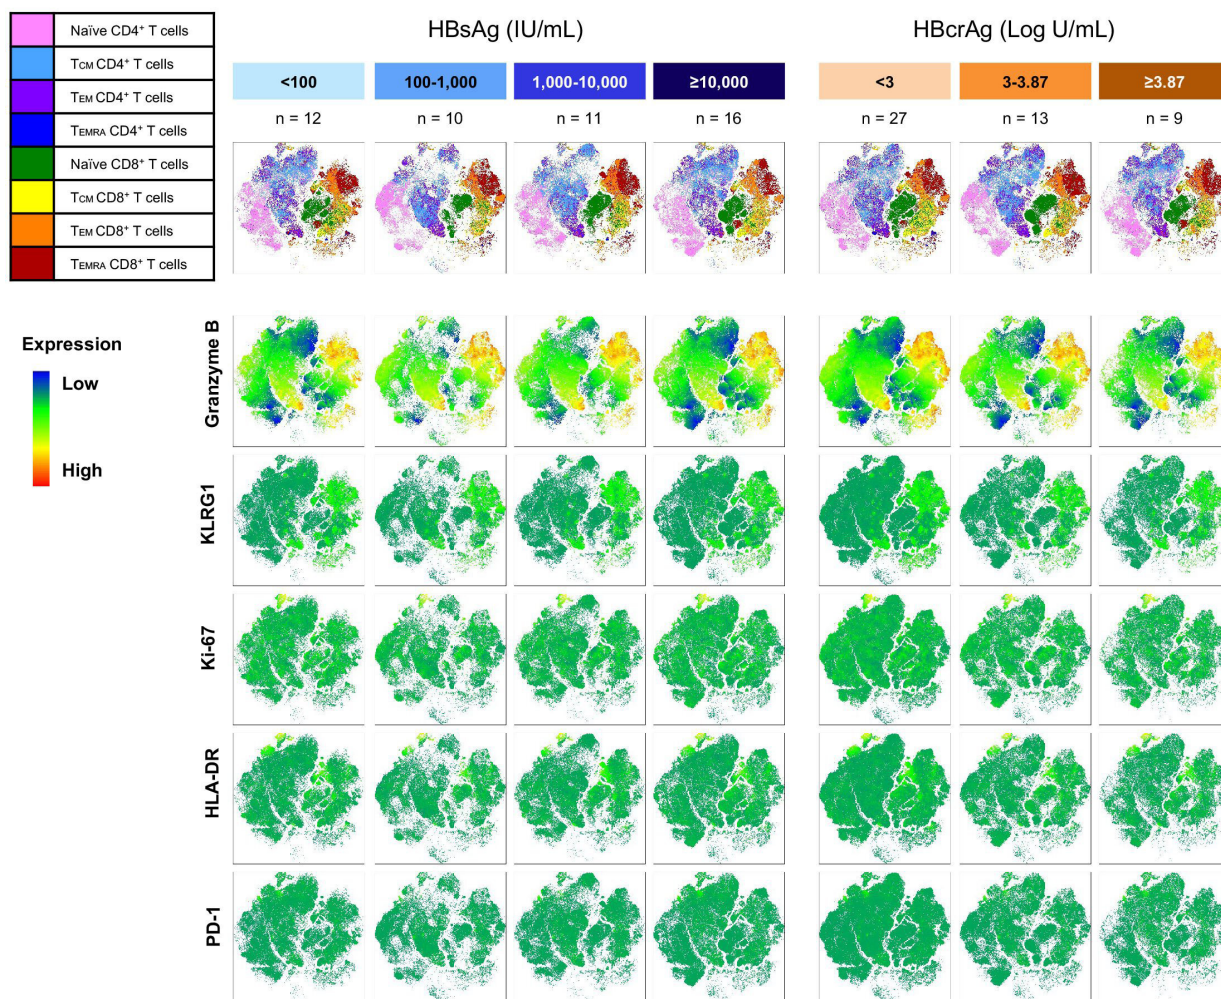 Naïve CD4⁺ T cells
TCM CD4⁺ T cells
TEM CD4⁺ T cells
TEMRA CD4⁺ T cells
Naïve CD8⁺ T cells
TCM CD8⁺ T cells
TEM CD8⁺ T cells
TEMRA CD8⁺ T cells
HBsAg (IU/mL)
<100 100-1,000 1,000-10,000 ≥10,000
n = 12 n = 10 n = 11 n = 16
HBcrAg (Log U/mL)
<3 3-3.87 ≥3.87
n = 27 n = 13 n = 9
Expression
Low
High
Granzyme B
KLRG1
Ki-67
HLA-DR
PD-1